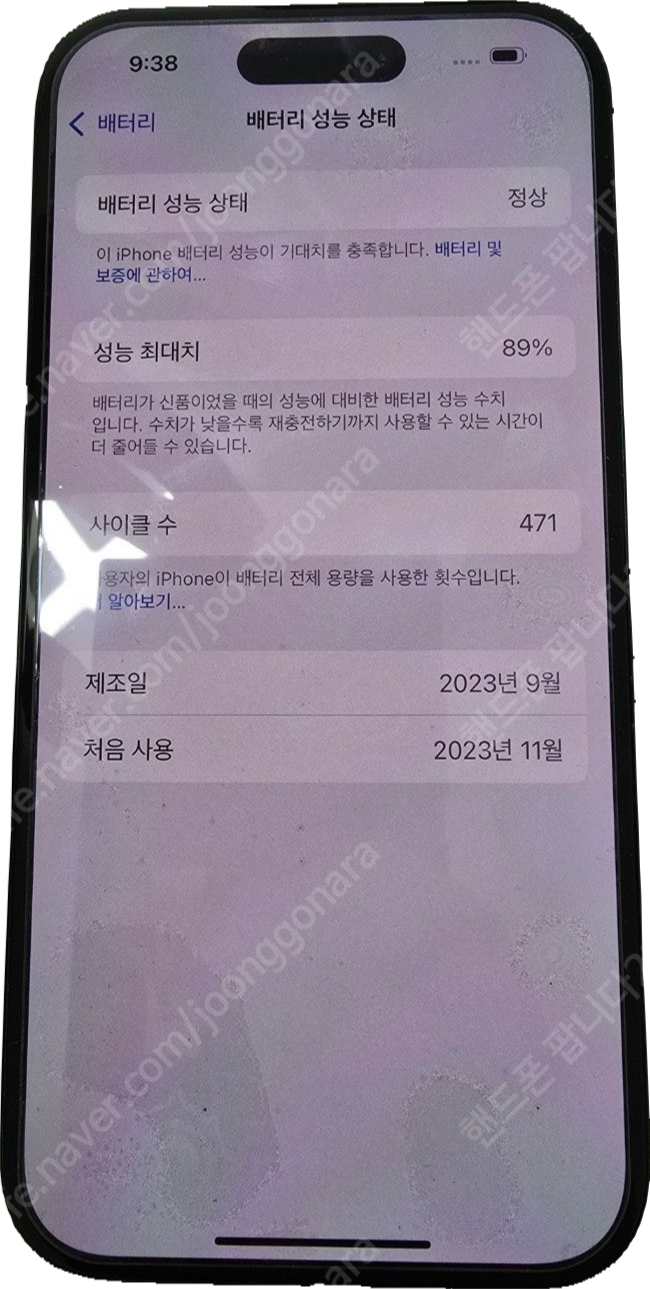 9:38
배터리
배터리 성능 상태
배터리 성능 상태 정상
이 iPhone 배터리 성능이 기대치를 충족합니다. 배터리 및
보증에 관하여...
성능 최대치 89%
배터리가 신품이었을 때의 성능에 대비한 배터리 성능 수치
입니다. 수치가 낮을수록 재충전하기까지 사용할 수 있는 시간이
더 줄어들 수 있습니다.
사이클 수 471
용자의 iPhone이 배터리 전체 용량을 사용한 횟수입니다.
알아보기...
제조일 2023년 9월
처음 사용 2023년 11월
fe.naver.com/joonggonara
핸드폰 팝니다
fe.naver.com/joonggonara
핸드폰 팝니다
fe.naver.com/joonggonara
핸드폰 팝니다